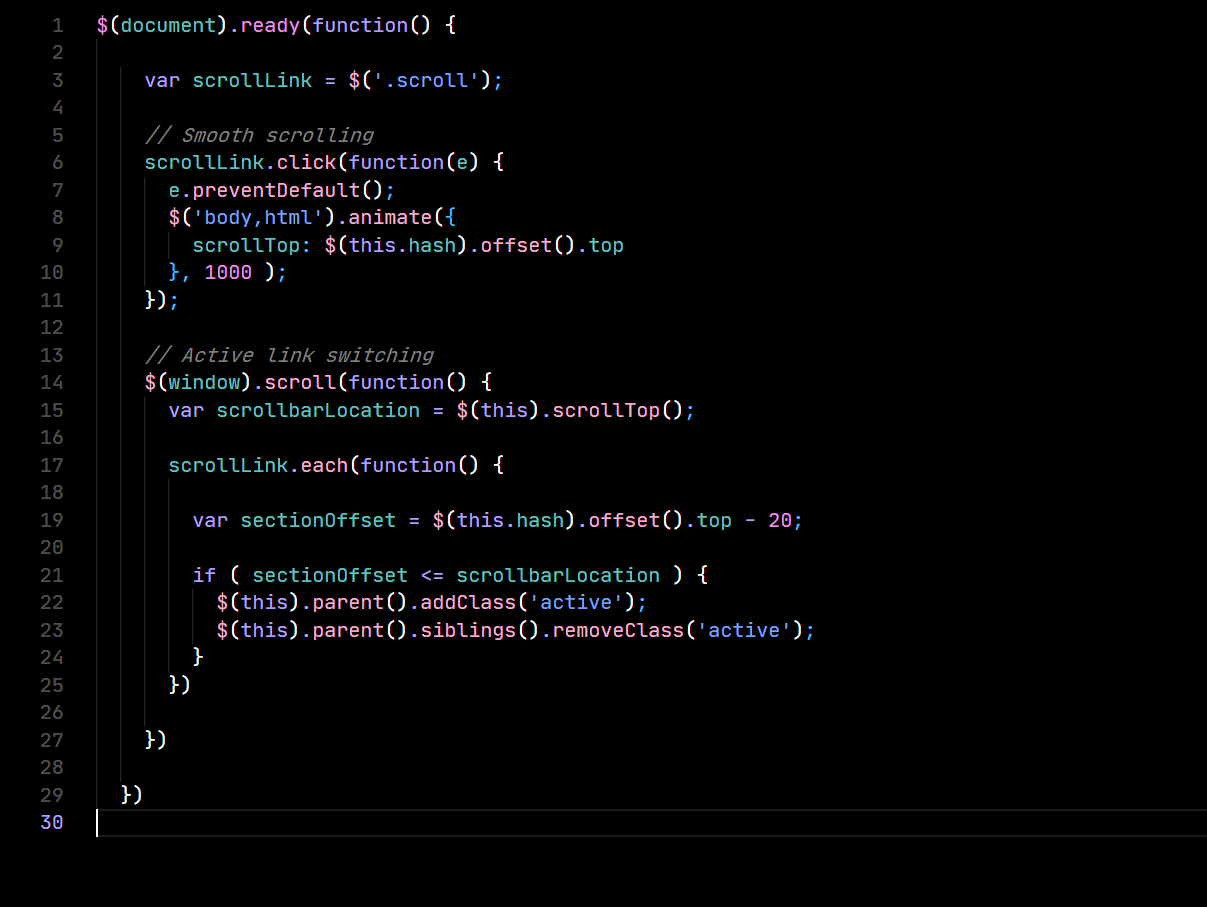 1 $(document).ready(function() {
2
3 var scrollLink = $('.scroll');
4
5 // Smooth scrolling
6 scrollLink.click(function(e) {
7 e.preventDefault();
8 $('body,html').animate({
9 scrollTop: $(this.hash).offset().top
10 }, 1000 );
11 });
12
13 // Active link switching
14 $(window).scroll(function() {
15 var scrollbarLocation = $(this).scrollTop();
16
17 scrollLink.each(function() {
18
19 var sectionOffset = $(this.hash).offset().top - 20;
20
21 if ( sectionOffset <= scrollbarLocation ) {
22 $(this).parent().addClass('active');
23 $(this).parent().siblings().removeClass('active');
24 }
25 })
26
27 })
28
29 })
30